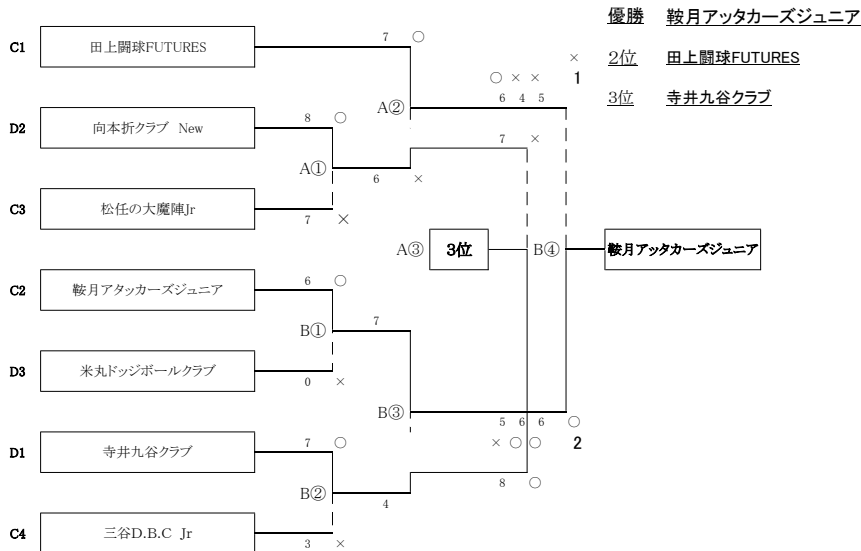 優勝 鞍月アッタカーズジュニア
2位 田上闘球FUTURES
3位 寺井九谷クラブ
C1 田上闘球FUTURES
7 ○
× 1
○ × ×
6 4 5
A②
D2 向本折クラブ New
8 ○
A①
6 ×
7 ×
C3 松任の大魔陣Jr
7 ×
A③ 3位
B④ 鞍月アッタカーズジュニア
C2 鞍月アタッカーズジュニア
6 ○
B①
7
D3 米丸ドッジボールクラブ
0 ×
B③
5 6 6
× ○ ○
○ 2
D1 寺井九谷クラブ
7 ○
B②
4
8 ○
C4 三谷D.B.C Jr
3 ×